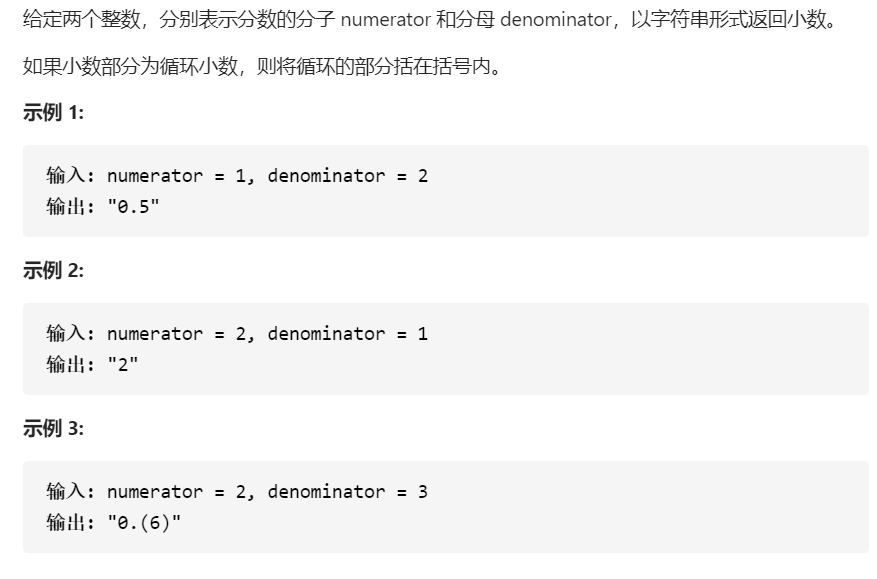 给定两个整数，分别表示分数的分子 numerator 和分母 denominator，以字符串形式返回小数。
如果小数部分为循环小数，则将循环的部分括在括号内。
示例 1:
输入: numerator = 1, denominator = 2
输出: "0.5"
示例 2:
输入: numerator = 2, denominator = 1
输出: "2"
示例 3:
输入: numerator = 2, denominator = 3
输出: "0.(6)"